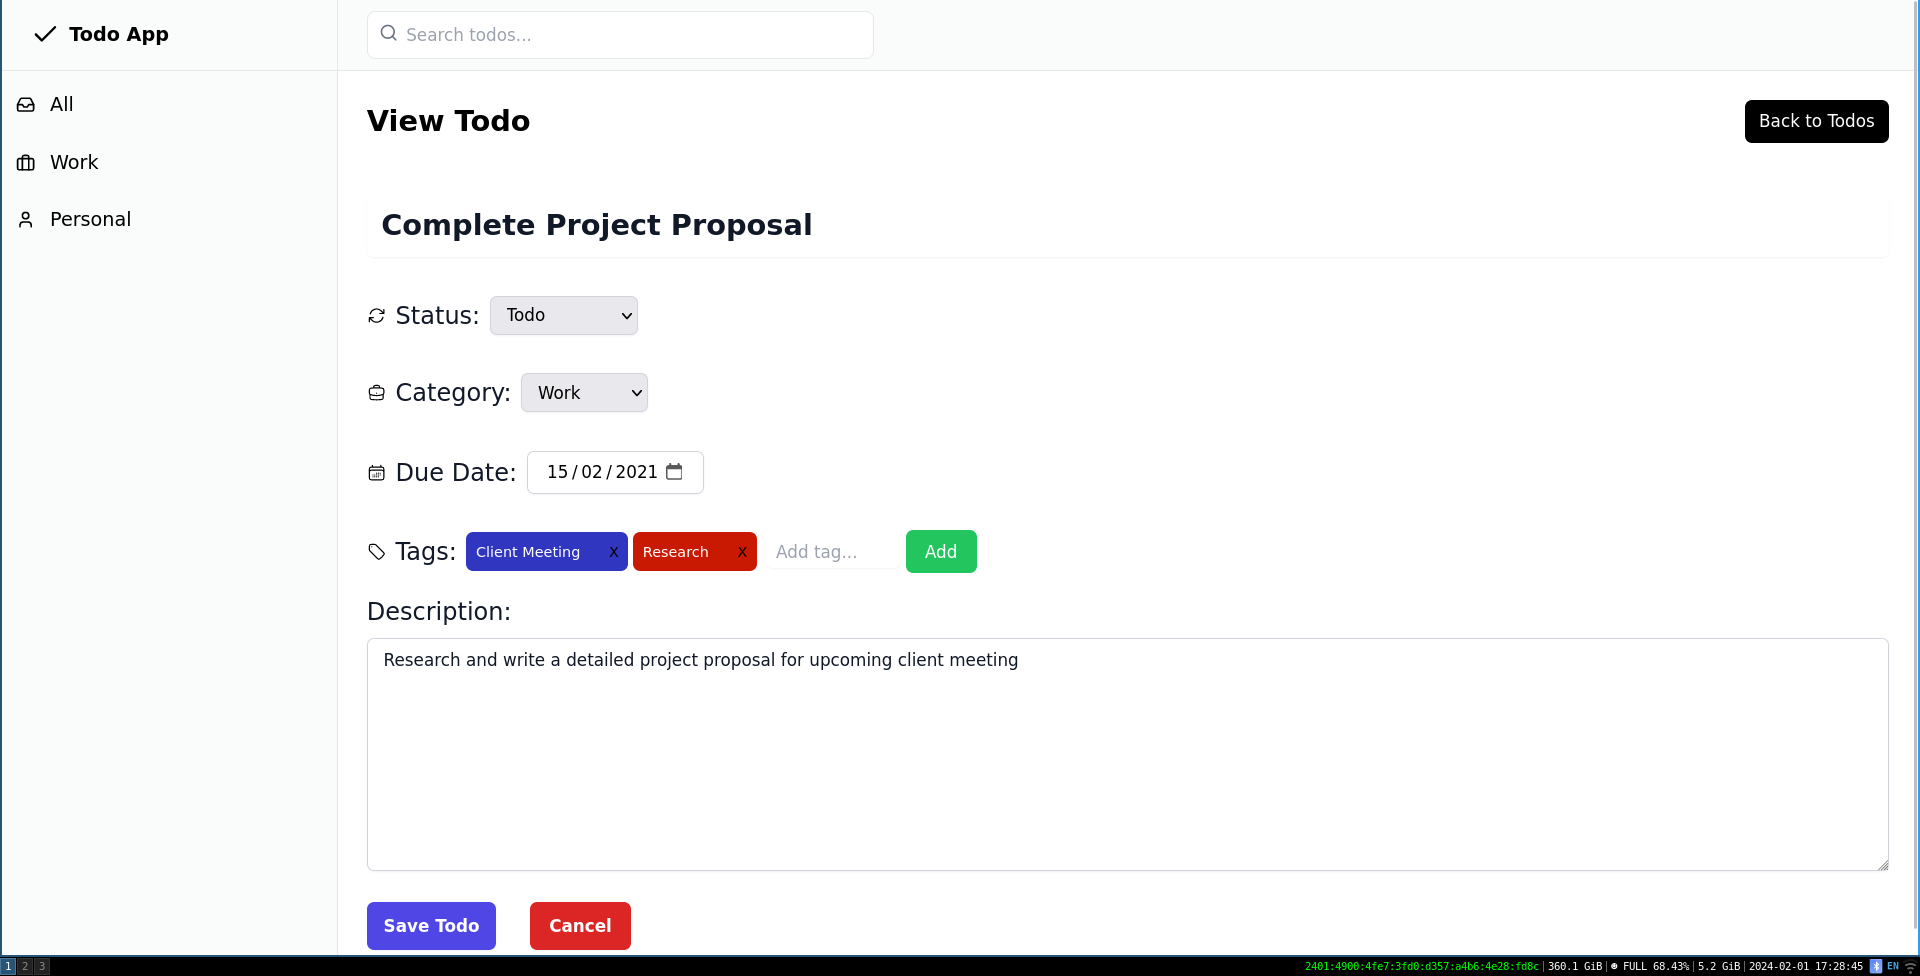 Todo App
Search todos...
All
Work
Personal
View Todo
Back to Todos
Complete Project Proposal
Status: Todo
Category: Work
Due Date: 15/02/2021
Tags: Client Meeting X Research X Add tag... Add
Description:
Research and write a detailed project proposal for upcoming client meeting
Save Todo Cancel
1 2 3 2401:4900:4fe7:3fd0:d357:a4b6:4e28:fd8c 360.1 GiB FULL 68.43% 5.2 GiB 2024-02-01 17:28:45 EN